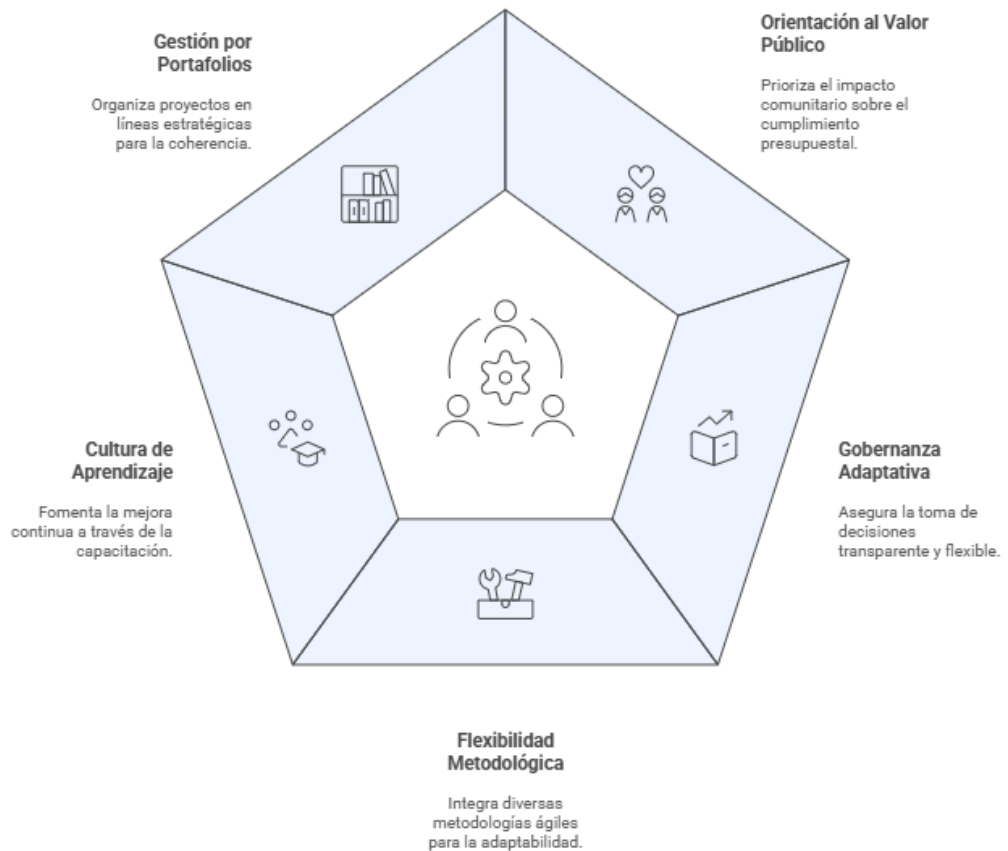 Gestión por
Portafolios
Organiza proyectos en
líneas estratégicas
para la coherencia.
Orientación al Valor
Público
Prioriza el impacto
comunitario sobre el
cumplimiento
presupuestal.
Cultura de
Aprendizaje
Fomenta la mejora
continua a través de la
capacitación.
Gobernanza
Adaptativa
Asegura la toma de
decisiones
transparente y flexible.
Flexibilidad
Metodológica
Integra diversas
metodologías ágiles
para la adaptabilidad.